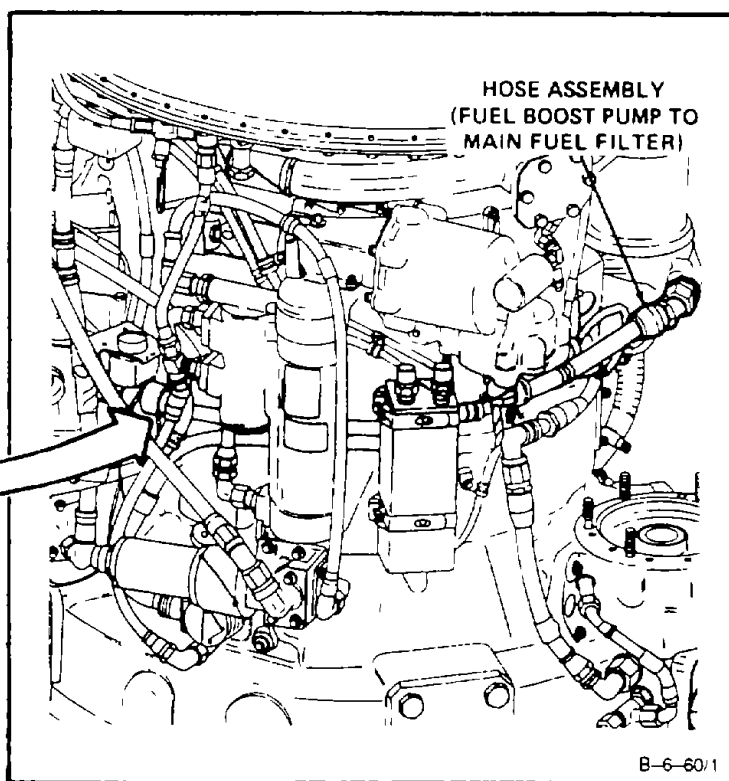 HOSE ASSEMBLY
(FUEL BOOST PUMP TO
MAIN FUEL FILTER)
B-6-60/1